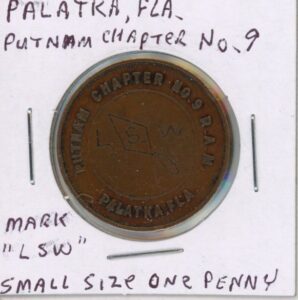 PALATKA, FLA.
PUTNAM CHAPTER NO. 9
PUTNAM CHAPTER NO. 9 R.A.M.
L S W
PALATKA, FLA
MARK
"LSW"
SMALL SIZE ONE PENNY